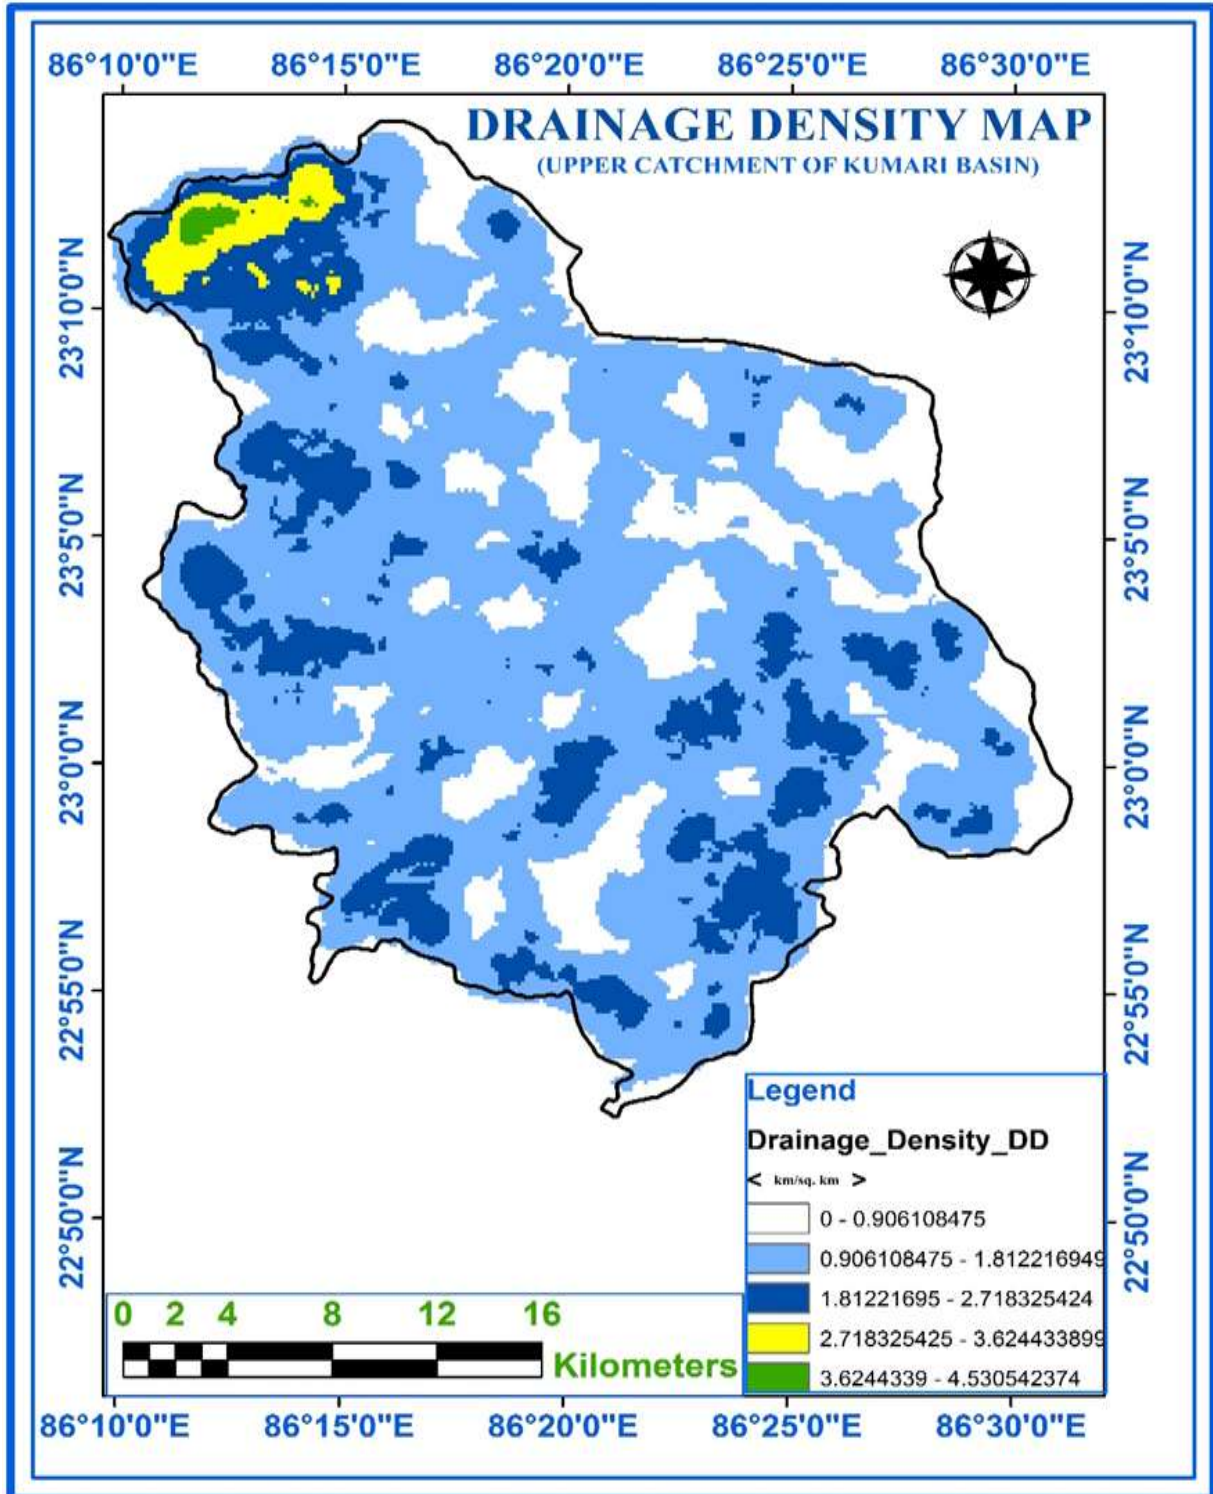 86°10'0"E 86°15'0"E 86°20'0"E 86°25'0"E 86°30'0"E
DRAINAGE DENSITY MAP
(UPPER CATCHMENT OF KUMARI BASIN)
23°10'0"N
23°5'0"N
23°0'0"N
22°55'0"N
22°50'0"N
23°10'0"N
23°5'0"N
23°0'0"N
22°55'0"N
22°50'0"N
Legend
Drainage_Density_DD
< km/sq. km >
0 - 0.906108475
0.906108475 - 1.812216949
1.81221695 - 2.718325424
2.718325425 - 3.624433899
3.6244339 - 4.530542374
0 2 4 8 12 16
Kilometers
86°10'0"E 86°15'0"E 86°20'0"E 86°25'0"E 86°30'0"E